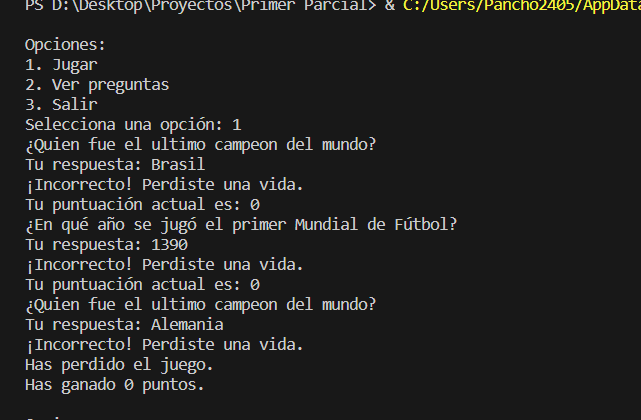 PS D:\Desktop\Proyectos\Primer Parcial> & C:/Users/Pancho2405/AppData
Opciones:
1. Jugar
2. Ver preguntas
3. Salir
Selecciona una opción: 1
¿Quien fue el ultimo campeon del mundo?
Tu respuesta: Brasil
¡Incorrecto! Perdiste una vida.
Tu puntuación actual es: 0
¿En qué año se jugó el primer Mundial de Fútbol?
Tu respuesta: 1390
¡Incorrecto! Perdiste una vida.
Tu puntuación actual es: 0
¿Quien fue el ultimo campeon del mundo?
Tu respuesta: Alemania
¡Incorrecto! Perdiste una vida.
Has perdido el juego.
Has ganado 0 puntos.